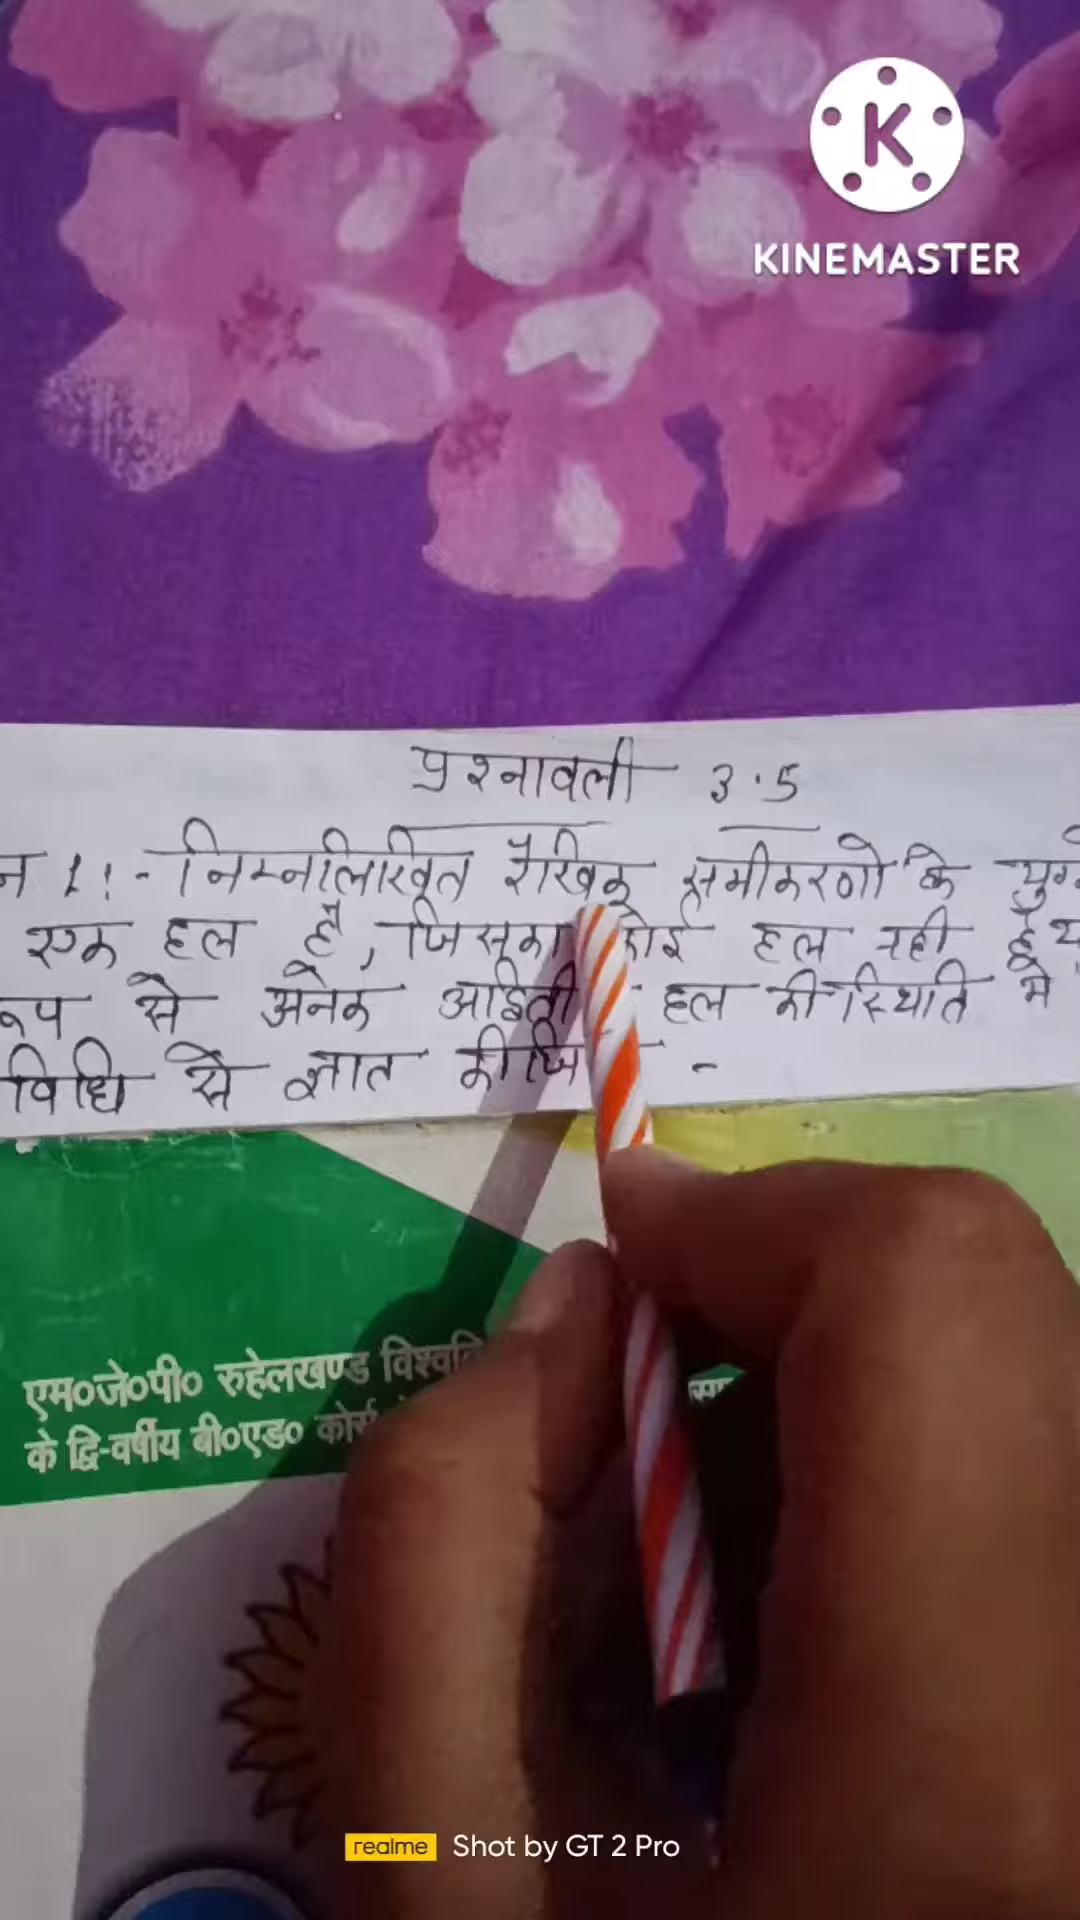 KINEMASTER
प्रश्नावली 3.5
न 1:- निम्नलिखित रैखिक समीकरणो के
एक हल है, जिसका कोई हल नही है
रूप से अनेक हल की स्थिति मे
विधि से ज्ञात
एम०जे०पी० रुहेलखण्ड
के द्वि-वर्षीय बी०एड० कोर्स
realme Shot by GT 2 Pro